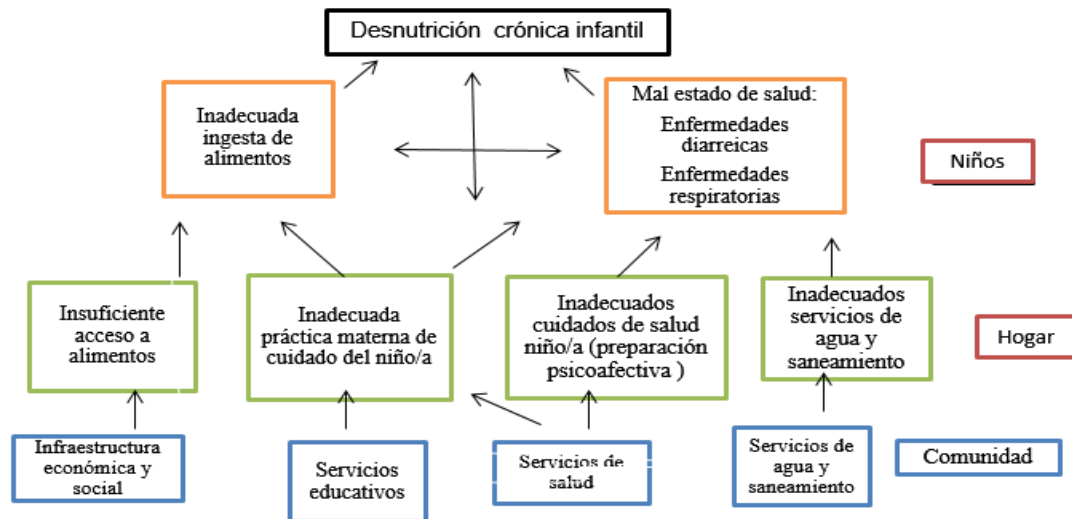 Desnutrición crónica infantil
Inadecuada
ingesta de
alimentos
Mal estado de salud:
Enfermedades
diarreicas
Enfermedades
respiratorias
Niños
Insuficiente
acceso a
alimentos
Inadecuada
práctica materna de
cuidado del niño/a
Inadecuados
cuidados de salud
niño/a (preparación
psicoafectiva )
Inadecuados
servicios de
agua y
saneamiento
Hogar
Infraestructura
económica y
social
Servicios
educativos
Servicios de
salud
Servicios de
agua y
saneamiento
Comunidad